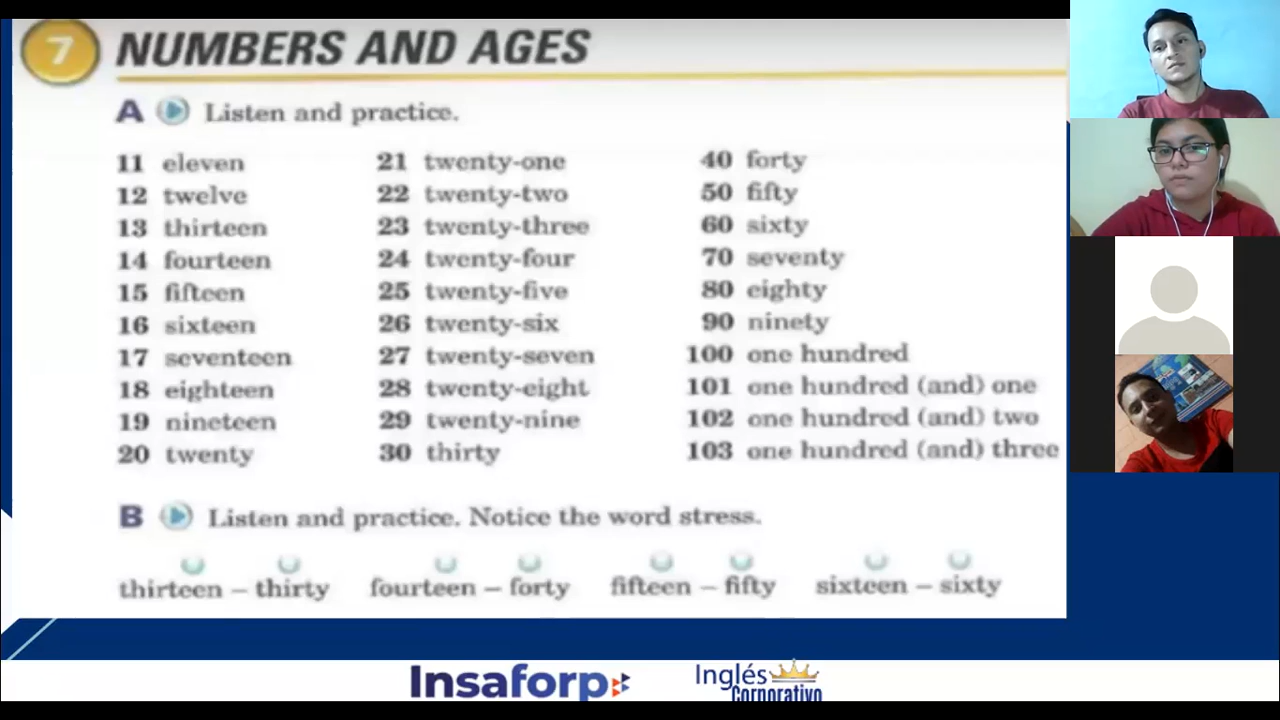 7 NUMBERS AND AGES
A Listen and practice.
11 eleven 21 twenty-one 40 forty
12 twelve 22 twenty-two 50 fifty
13 thirteen 23 twenty-three 60 sixty
14 fourteen 24 twenty-four 70 seventy
15 fifteen 25 twenty-five 80 eighty
16 sixteen 26 twenty-six 90 ninety
17 seventeen 27 twenty-seven 100 one hundred
18 eighteen 28 twenty-eight 101 one hundred (and) one
19 nineteen 29 twenty-nine 102 one hundred (and) two
20 twenty 30 thirty 103 one hundred (and) three
B Listen and practice. Notice the word stress.
thirteen – thirty fourteen – forty fifteen – fifty sixteen – sixty
Insaforp Inglés
Corporativo